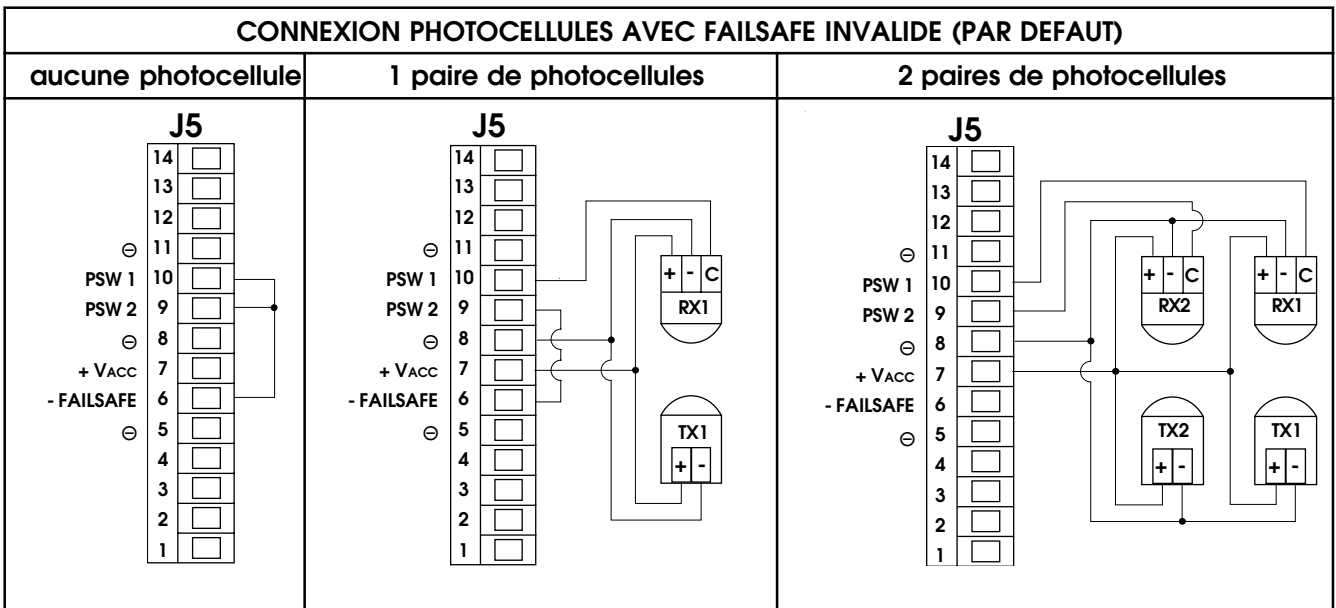 CONNEXION PHOTOCELLULES AVEC FAILSAFE INVALIDE (PAR DEFAUT)
aucune photocellule
1 paire de photocellules
2 paires de photocellules
J5
14
13
12
⊖ 11
PSW 1 10
PSW 2 9
⊖ 8
+ VACC 7
- FAILSAFE 6
⊖ 5
4
3
2
1
J5
14
13
12
⊖ 11
PSW 1 10
PSW 2 9
⊖ 8
+ VACC 7
- FAILSAFE 6
⊖ 5
4
3
2
1
+ - C
RX1
TX1
+ -
J5
14
13
12
⊖ 11
PSW 1 10
PSW 2 9
⊖ 8
+ VACC 7
- FAILSAFE 6
⊖ 5
4
3
2
1
+ - C
RX2
+ - C
RX1
TX2
+ -
TX1
+ -